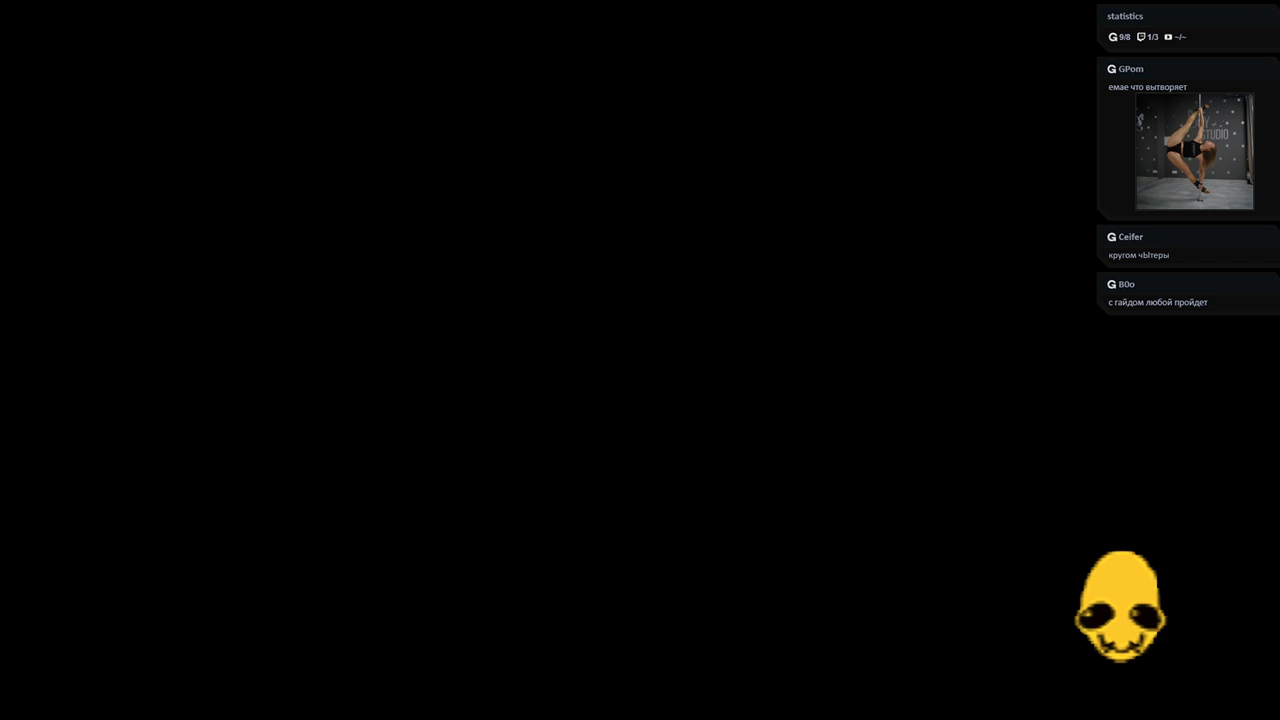 statistics
9/8 1/3 ~/~
GPom
емае что вытворяет
STUDIO
Ceifer
кругом чЫтеры
B0o
с гайдом любой пройдет